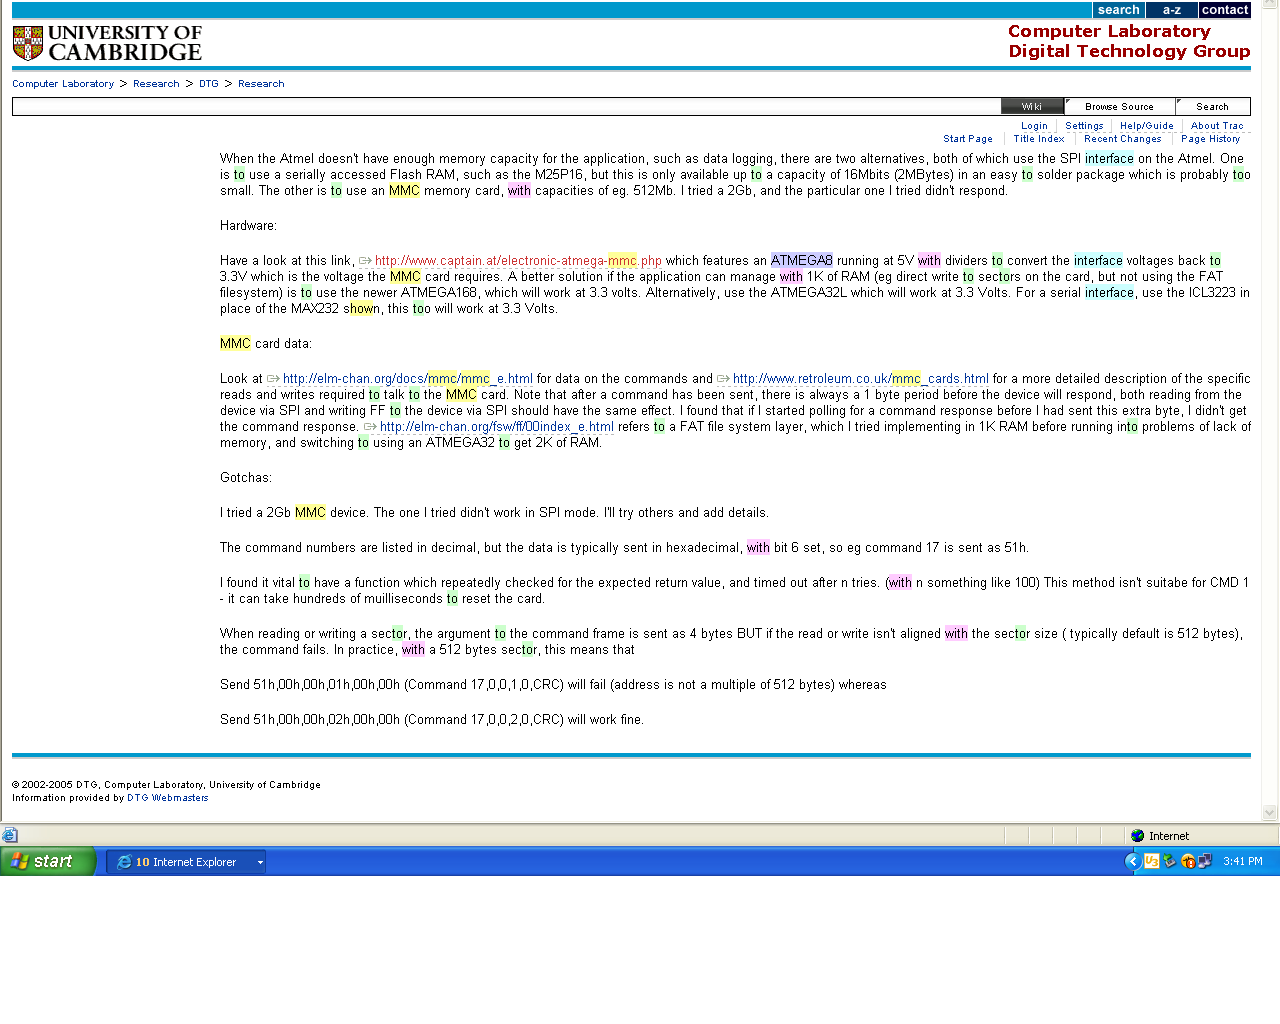 search a-z contact
UNIVERSITY OF
CAMBRIDGE
Computer Laboratory
Digital Technology Group
Computer Laboratory > Research > DTG > Research
Wiki Browse Source Search
Login Settings Help/Guide About Trac
Start Page Title Index Recent Changes Page History
When the Atmel doesn't have enough memory capacity for the application, such as data logging, there are two alternatives, both of which use the SPI interface on the Atmel. One
is to use a serially accessed Flash RAM, such as the M25P16, but this is only available up to a capacity of 16Mbits (2MBytes) in an easy to solder package which is probably too
small. The other is to use an MMC memory card, with capacities of eg. 512Mb. I tried a 2Gb, and the particular one I tried didn't respond.
Hardware:
Have a look at this link, http://www.captain.at/electronic-atmega-mmc.php which features an ATMEGA8 running at 5V with dividers to convert the interface voltages back to
3.3V which is the voltage the MMC card requires. A better solution if the application can manage with 1K of RAM (eg direct write to sectors on the card, but not using the FAT
filesystem) is to use the newer ATMEGA168, which will work at 3.3 volts. Alternatively, use the ATMEGA32L which will work at 3.3 Volts. For a serial interface, use the ICL3223 in
place of the MAX232 shown, this too will work at 3.3 Volts.
MMC card data:
Look at http://elm-chan.org/docs/mmc/mmc_e.html for data on the commands and http://www.retroleum.co.uk/mmc_cards.html for a more detailed description of the specific
reads and writes required to talk to the MMC card. Note that after a command has been sent, there is always a 1 byte period before the device will respond, both reading from the
device via SPI and writing FF to the device via SPI should have the same effect. I found that if I started polling for a command response before I had sent this extra byte, I didn't get
the command response. http://elm-chan.org/fsw/ff/00index_e.html refers to a FAT file system layer, which I tried implementing in 1K RAM before running into problems of lack of
memory, and switching to using an ATMEGA32 to get 2K of RAM.
Gotchas:
I tried a 2Gb MMC device. The one I tried didn't work in SPI mode. I'll try others and add details.
The command numbers are listed in decimal, but the data is typically sent in hexadecimal, with bit 6 set, so eg command 17 is sent as 51h.
I found it vital to have a function which repeatedly checked for the expected return value, and timed out after n tries. (with n something like 100) This method isn't suitabe for CMD 1
- it can take hundreds of muilliseconds to reset the card.
When reading or writing a sector, the argument to the command frame is sent as 4 bytes BUT if the read or write isn't aligned with the sector size ( typically default is 512 bytes),
the command fails. In practice, with a 512 bytes sector, this means that
Send 51h,00h,00h,01h,00h,00h (Command 17,0,0,1,0,CRC) will fail (address is not a multiple of 512 bytes) whereas
Send 51h,00h,00h,02h,00h,00h (Command 17,0,0,2,0,CRC) will work fine.
© 2002-2005 DTG, Computer Laboratory, University of Cambridge
Information provided by DTG Webmasters
Internet
start 10 Internet Explorer U3 3:41 PM